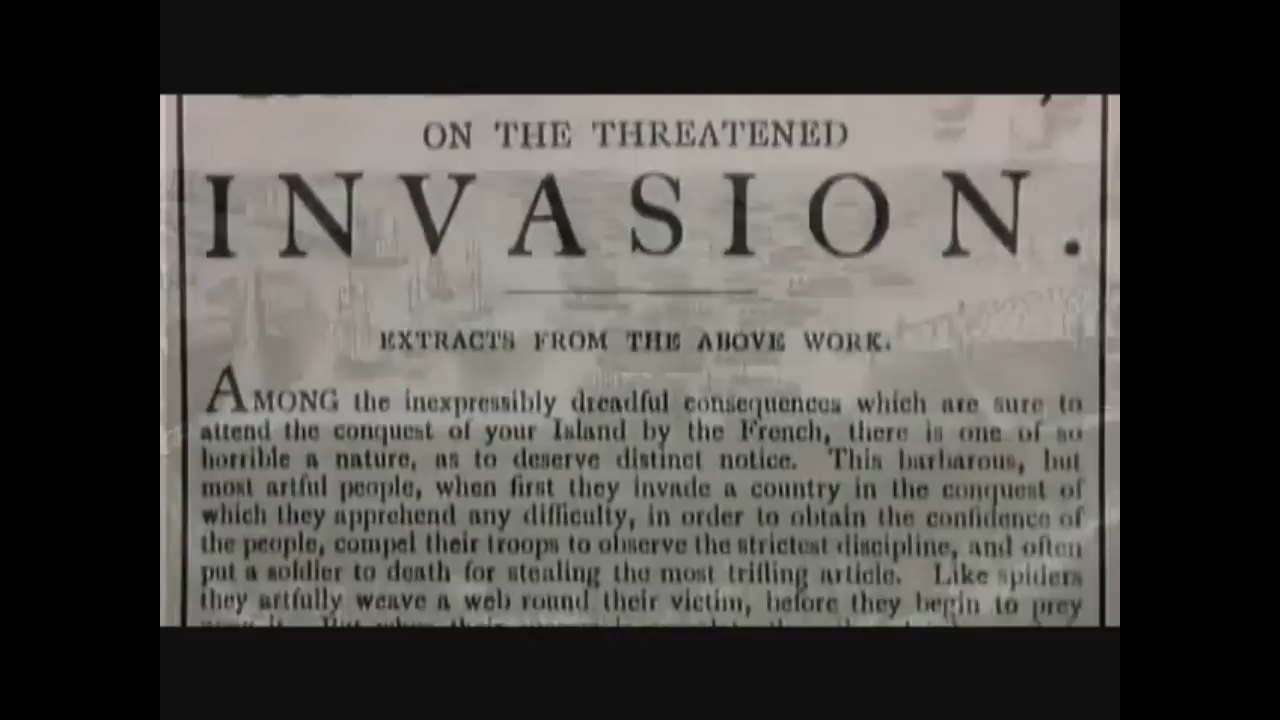 ON THE THREATENED
INVASION.
EXTRACTS FROM THE ABOVE WORK.
AMONG the inexpressibly dreadful consequences which are sure to
attend the conquest of your Island by the French, there is one of so
horrible a nature, as to deserve distinct notice. This barbarous, but
most artful people, when first they invade a country in the conquest of
which they apprehend any difficulty, in order to obtain the confidence of
the people, compel their troops to observe the strictest discipline, and often
put a soldier to death for stealing the most trifling article. Like spiders
they artfully weave a web round their victim, before they begin to prey